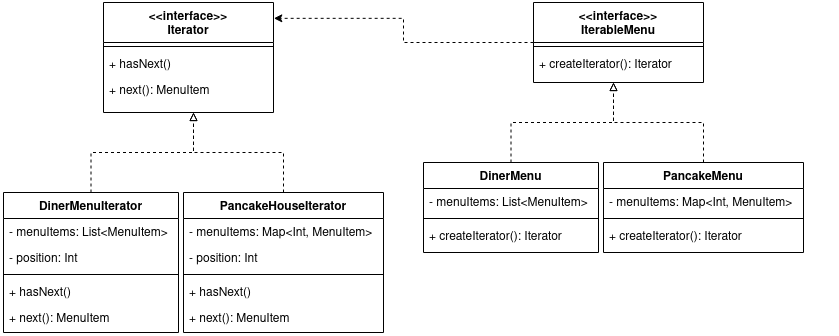 <<interface>>
Iterator
+ hasNext()
+ next(): MenuItem
<<interface>>
IterableMenu
+ createIterator(): Iterator
DinerMenuIterator
- menuItems: List<MenuItem>
- position: Int
+ hasNext()
+ next(): MenuItem
PancakeHouseIterator
- menuItems: Map<Int, MenuItem>
- position: Int
+ hasNext()
+ next(): MenuItem
DinerMenu
- menuItems: List<MenuItem>
+ createIterator(): Iterator
PancakeMenu
- menuItems: Map<Int, MenuItem>
+ createIterator(): Iterator